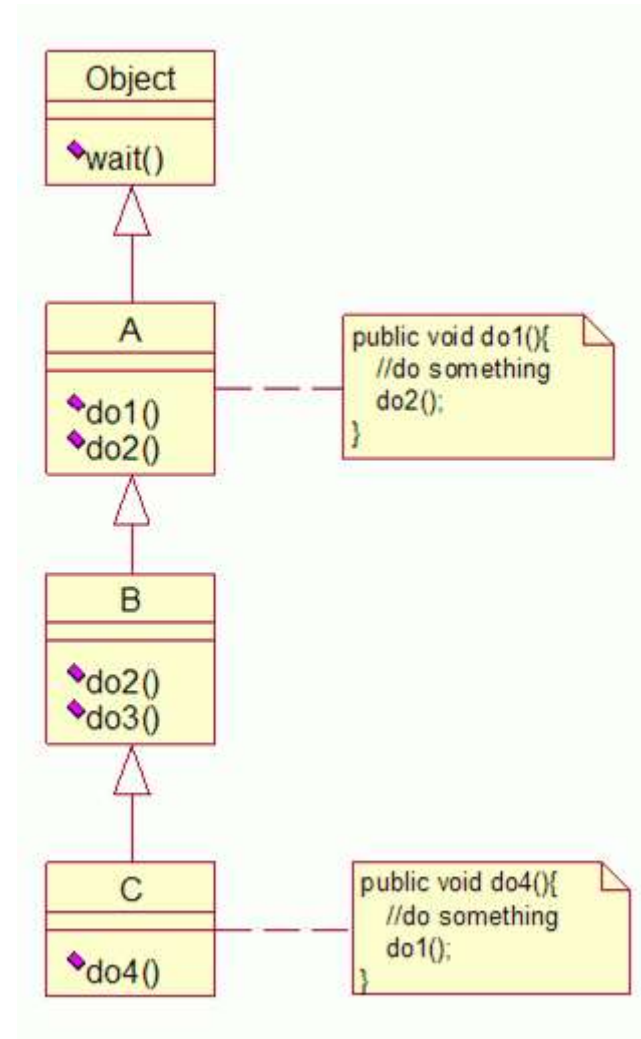 Object
wait()
A
do1()
do2()
public void do1(){
//do something
do2();
}
B
do2()
do3()
C
do4()
public void do4(){
//do something
do1();
}